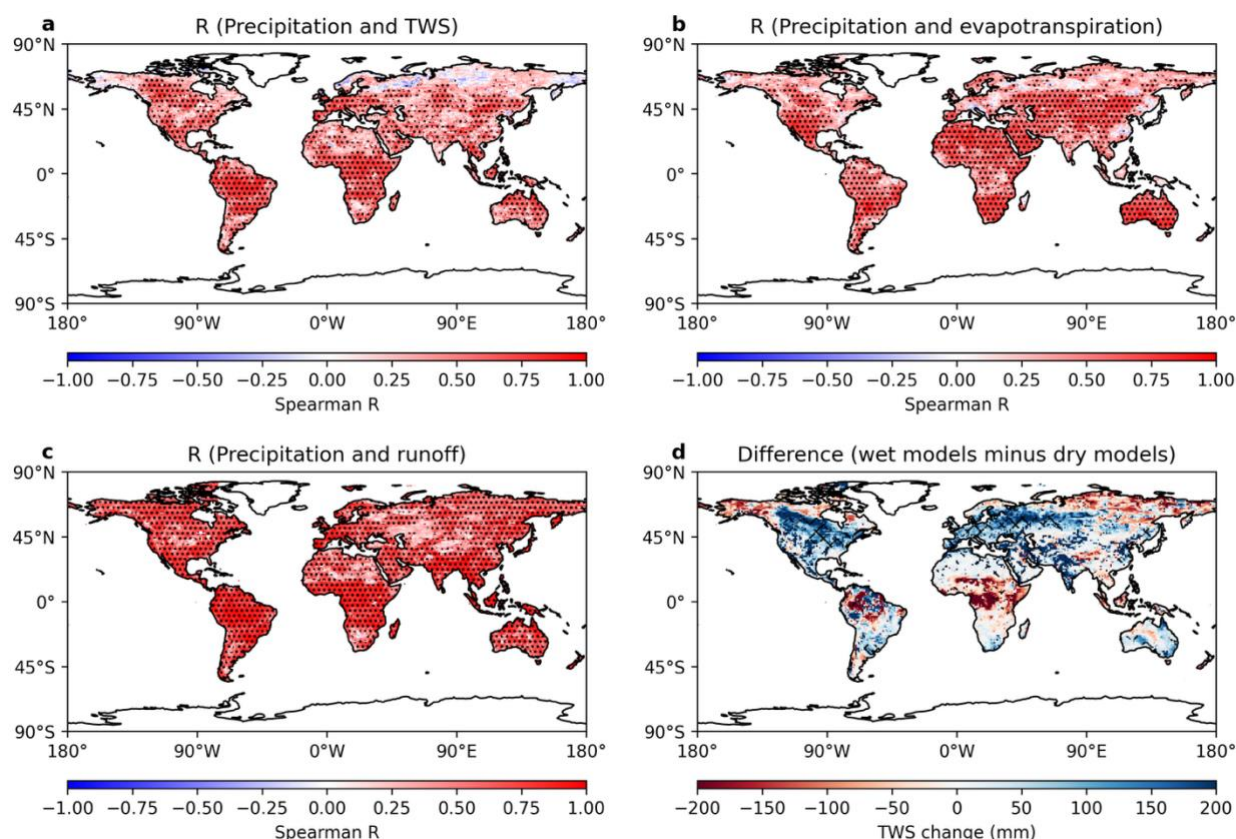 a R (Precipitation and TWS)
90°N
45°N
0°
45°S
90°S
180° 90°W 0°W 90°E 180°
−1.00 −0.75 −0.50 −0.25 0.00 0.25 0.50 0.75 1.00
Spearman R
b R (Precipitation and evapotranspiration)
90°N
45°N
0°
45°S
90°S
180° 90°W 0°W 90°E 180°
−1.00 −0.75 −0.50 −0.25 0.00 0.25 0.50 0.75 1.00
Spearman R
c R (Precipitation and runoff)
90°N
45°N
0°
45°S
90°S
180° 90°W 0°W 90°E 180°
−1.00 −0.75 −0.50 −0.25 0.00 0.25 0.50 0.75 1.00
Spearman R
d Difference (wet models minus dry models)
90°N
45°N
0°
45°S
90°S
180° 90°W 0°W 90°E 180°
−200 −150 −100 −50 0 50 100 150 200
TWS change (mm)